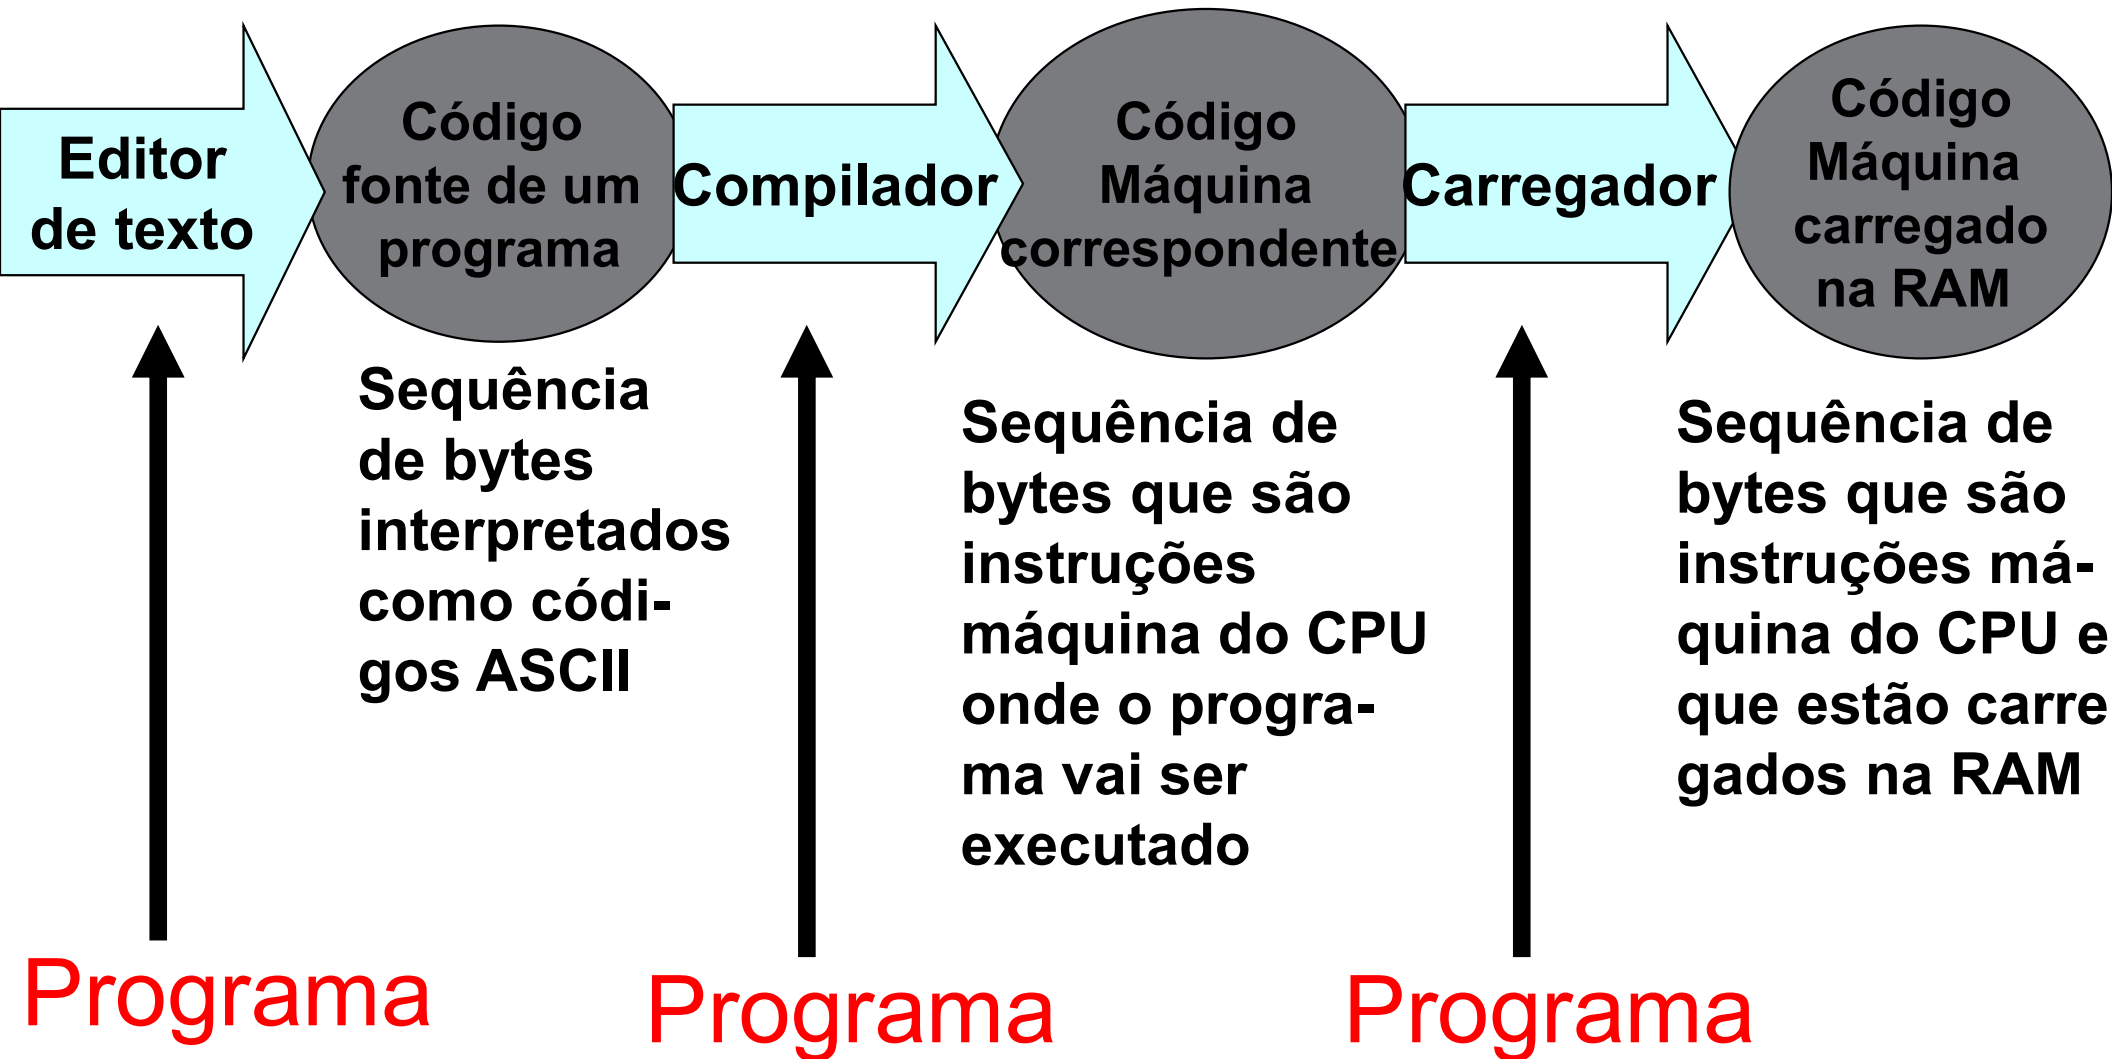 Editor
de texto
Código
fonte de um
programa
Compilador
Código
Máquina
correspondente
Carregador
Código
Máquina
carregado
na RAM
Sequência
de bytes
interpretados
como códi-
gos ASCII
Sequência de
bytes que são
instruções
máquina do CPU
onde o progra-
ma vai ser
executado
Sequência de
bytes que são
instruções má-
quina do CPU e
que estão carre
gados na RAM
Programa
Programa
Programa